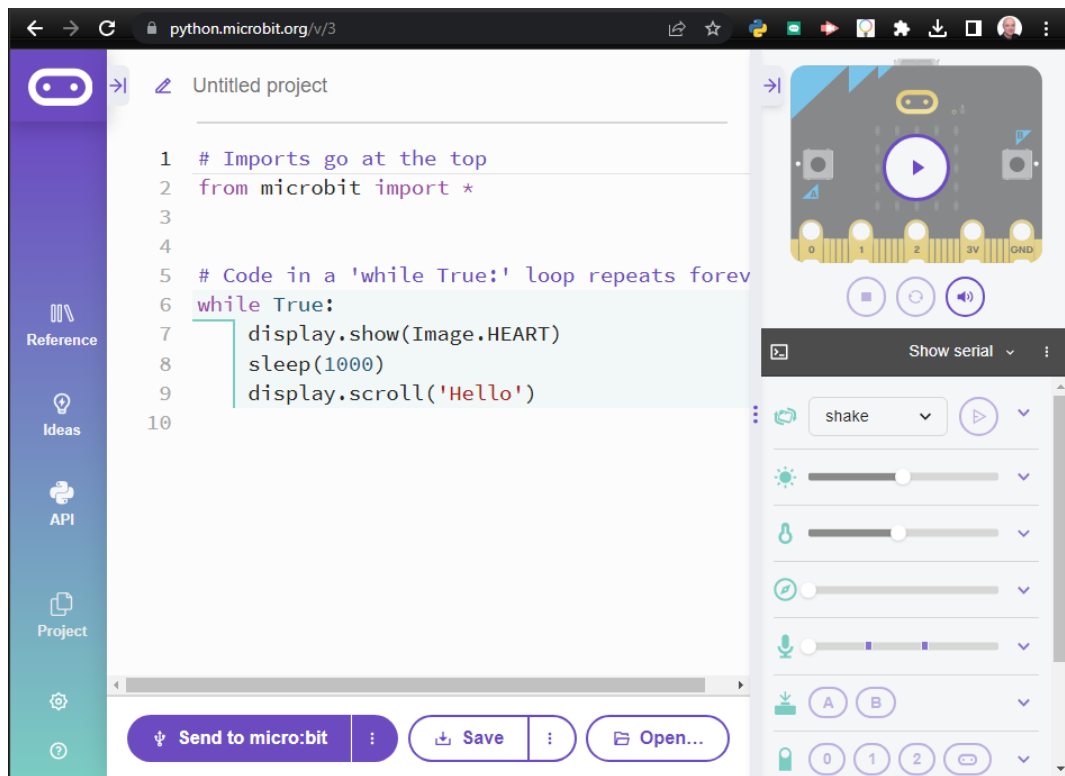 python.microbit.org/v/3
Untitled project
1 # Imports go at the top
2 from microbit import *
3
4
5 # Code in a 'while True:' loop repeats forev
6 while True:
7 display.show(Image.HEART)
8 sleep(1000)
9 display.scroll('Hello')
10
Reference
Ideas
API
Project
Send to micro:bit
Save
Open...
A
B
0 1 2 3V GND
Show serial
shake
A B
0 1 2